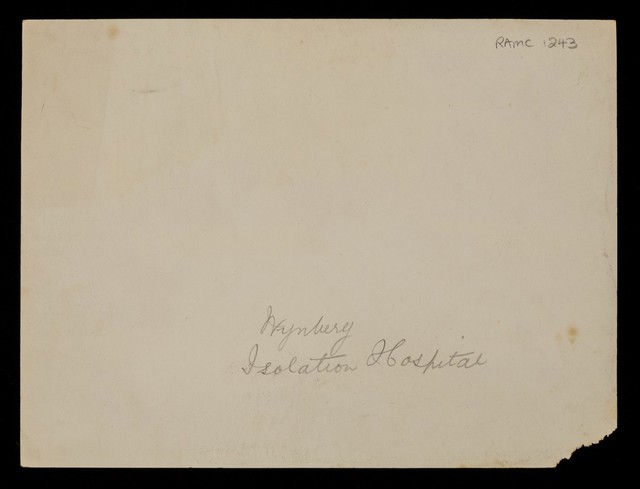 RAMC 1243
Wynberg
Isolation Hospital